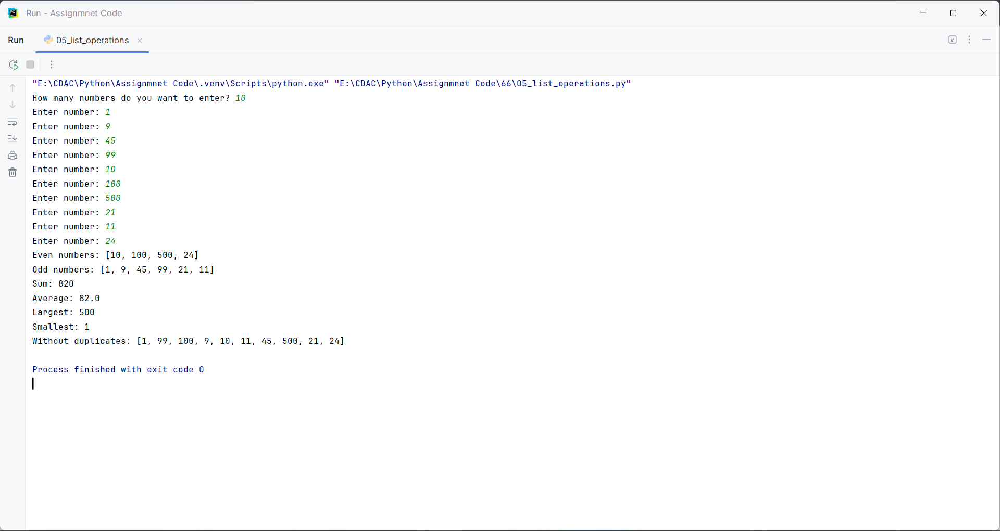 Run - Assignmnet Code
Run 05_list_operations
"E:\CDAC\Python\Assignmnet Code\.venv\Scripts\python.exe" "E:\CDAC\Python\Assignmnet Code\66\05_list_operations.py"
How many numbers do you want to enter? 10
Enter number: 1
Enter number: 9
Enter number: 45
Enter number: 99
Enter number: 10
Enter number: 100
Enter number: 500
Enter number: 21
Enter number: 11
Enter number: 24
Even numbers: [10, 100, 500, 24]
Odd numbers: [1, 9, 45, 99, 21, 11]
Sum: 820
Average: 82.0
Largest: 500
Smallest: 1
Without duplicates: [1, 99, 100, 9, 10, 11, 45, 500, 21, 24]
Process finished with exit code 0